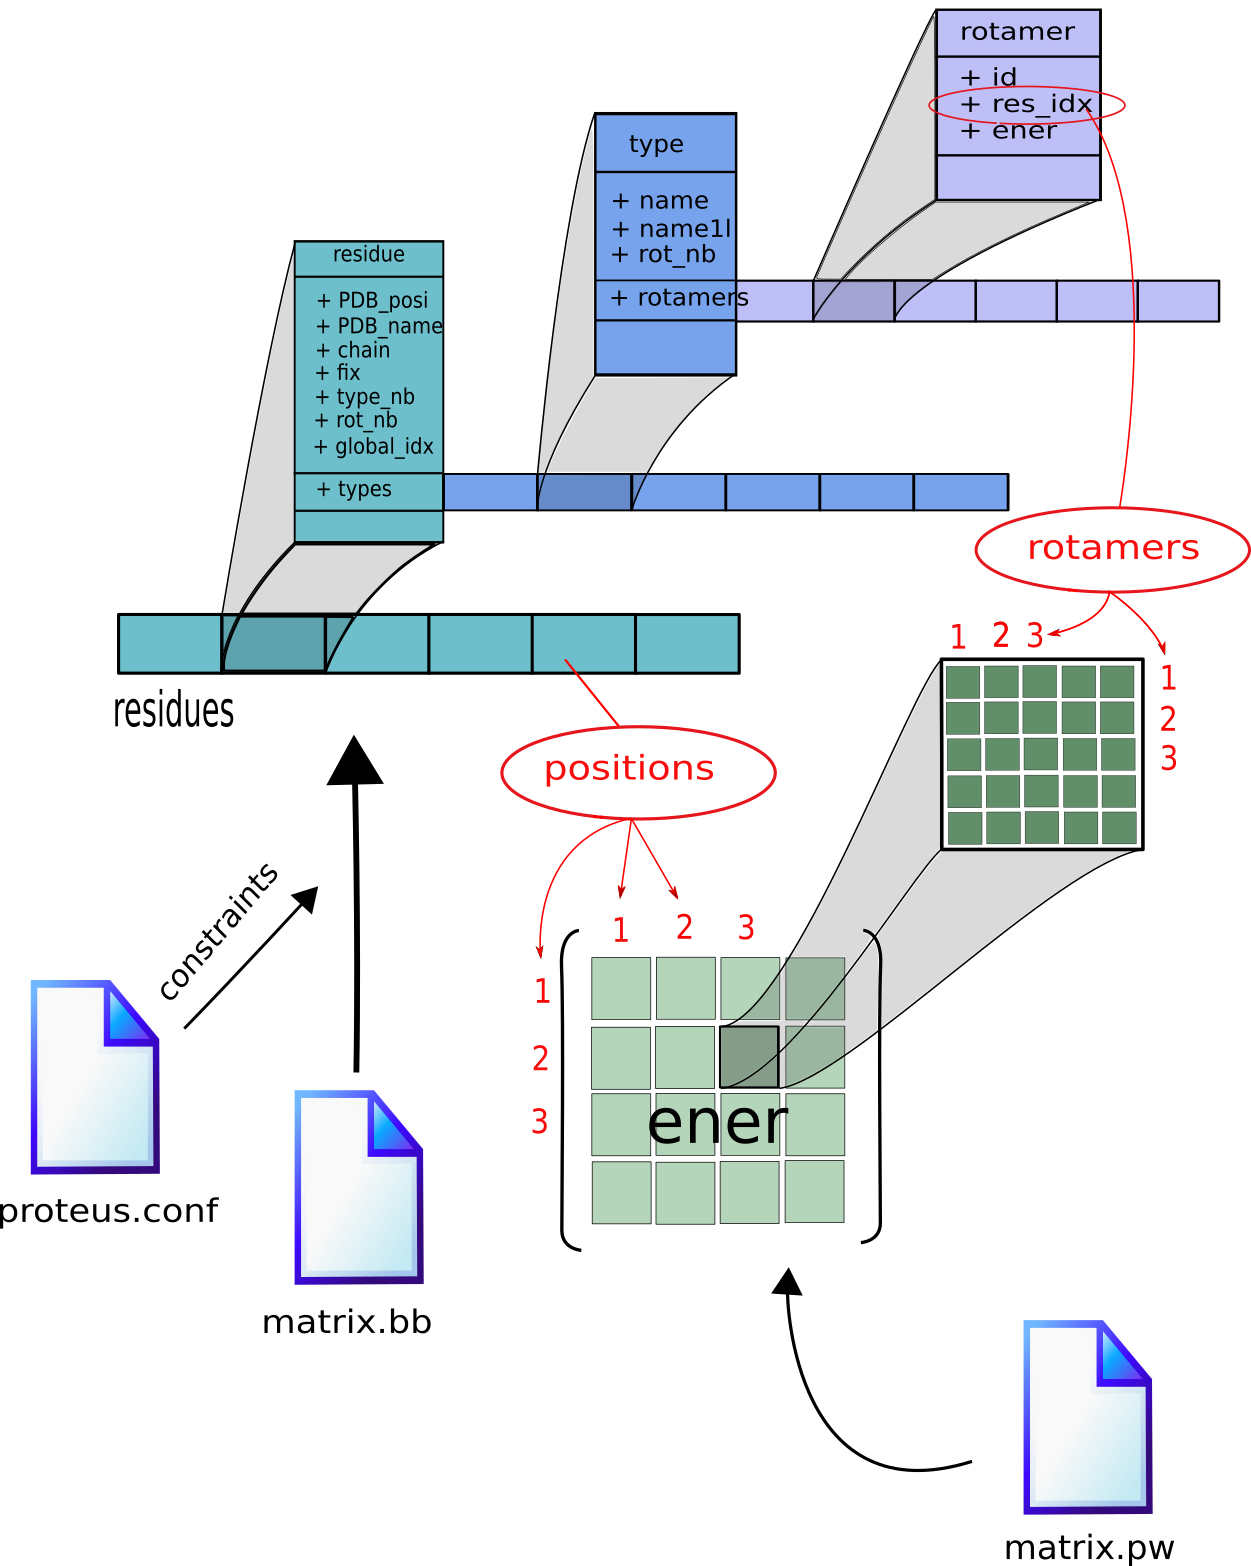 rotamer
+ id
+ res_idx
+ ener
type
+ name
+ name1l
+ rot_nb
+ rotamers
residue
+ PDB_posi
+ PDB_name
+ chain
+ fix
+ type_nb
+ rot_nb
+ global_idx
+ types
residues
rotamers
1 2 3
1
2
3
positions
1 2 3
1
2
3
ener
constraints
proteus.conf
matrix.bb
matrix.pw